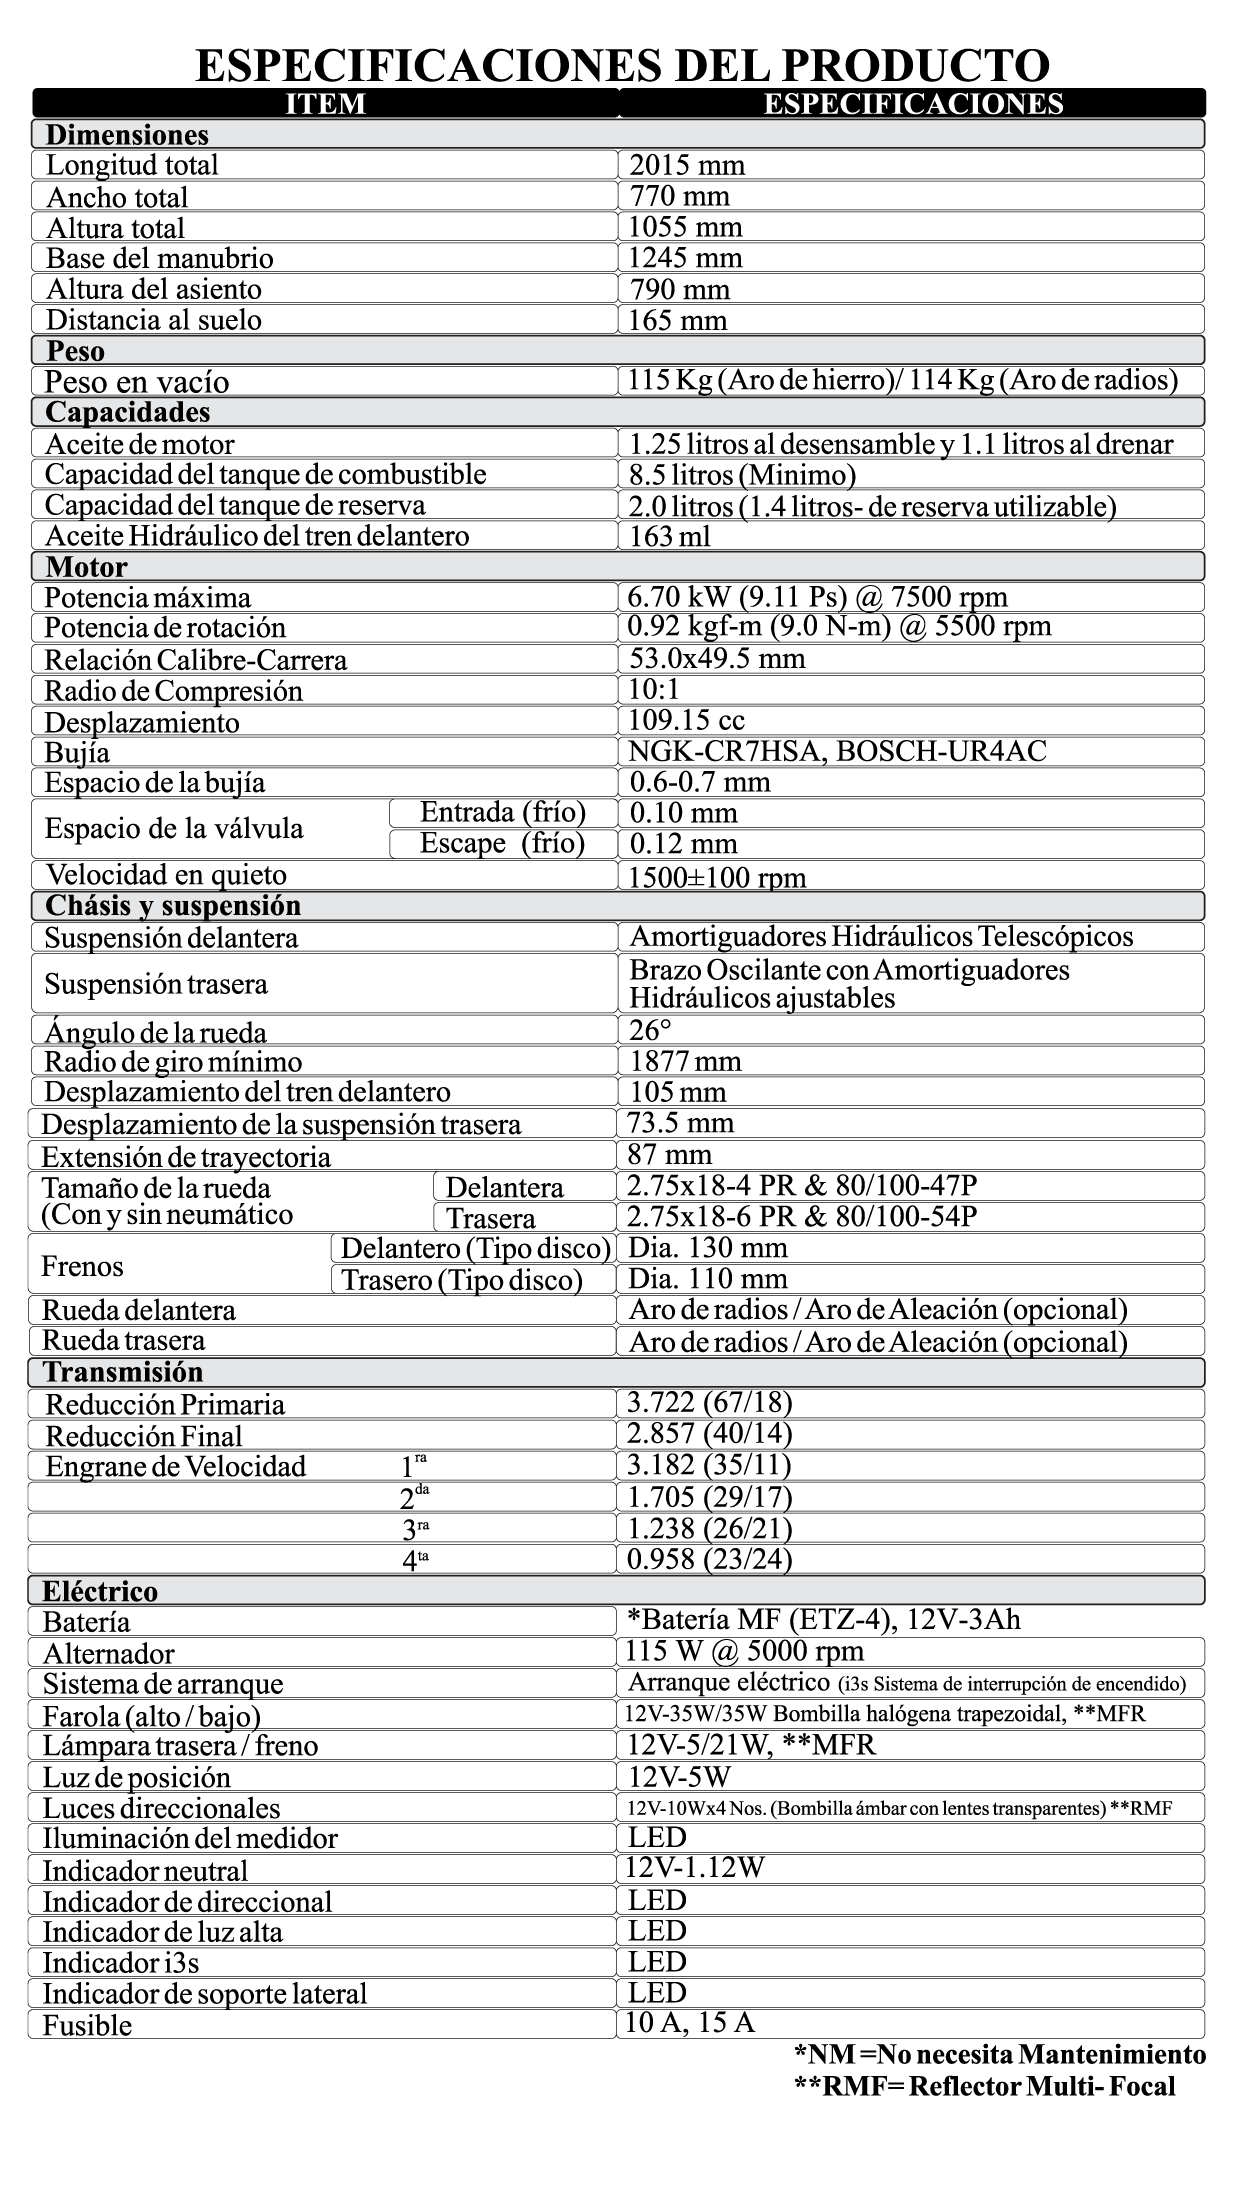 ESPECIFICACIONES DEL PRODUCTO
ITEM ESPECIFICACIONES
Dimensiones
Longitud total 2015 mm
Ancho total 770 mm
Altura total 1055 mm
Base del manubrio 1245 mm
Altura del asiento 790 mm
Distancia al suelo 165 mm
Peso
Peso en vacío 115 Kg (Aro de hierro)/ 114 Kg (Aro de radios)
Capacidades
Aceite de motor 1.25 litros al desensamble y 1.1 litros al drenar
Capacidad del tanque de combustible 8.5 litros (Minimo)
Capacidad del tanque de reserva 2.0 litros (1.4 litros- de reserva utilizable)
Aceite Hidráulico del tren delantero 163 ml
Motor
Potencia máxima 6.70 kW (9.11 Ps) @ 7500 rpm
Potencia de rotación 0.92 kgf-m (9.0 N-m) @ 5500 rpm
Relación Calibre-Carrera 53.0x49.5 mm
Radio de Compresión 10:1
Desplazamiento 109.15 cc
Bujía NGK-CR7HSA, BOSCH-UR4AC
Espacio de la bujía 0.6-0.7 mm
Espacio de la válvula Entrada (frío) 0.10 mm
Escape (frío) 0.12 mm
Velocidad en quieto 1500±100 rpm
Chásis y suspensión
Suspensión delantera Amortiguadores Hidráulicos Telescópicos
Suspensión trasera Brazo Oscilante con Amortiguadores
Hidráulicos ajustables
Ángulo de la rueda 26°
Radio de giro mínimo 1877 mm
Desplazamiento del tren delantero 105 mm
Desplazamiento de la suspensión trasera 73.5 mm
Extensión de trayectoria 87 mm
Tamaño de la rueda Delantera 2.75x18-4 PR & 80/100-47P
(Con y sin neumático Trasera 2.75x18-6 PR & 80/100-54P
Frenos Delantero (Tipo disco) Dia. 130 mm
Trasero (Tipo disco) Dia. 110 mm
Rueda delantera Aro de radios / Aro de Aleación (opcional)
Rueda trasera Aro de radios / Aro de Aleación (opcional)
Transmisión
Reducción Primaria 3.722 (67/18)
Reducción Final 2.857 (40/14)
Engrane de Velocidad 1ra 3.182 (35/11)
2da 1.705 (29/17)
3ra 1.238 (26/21)
4ta 0.958 (23/24)
Eléctrico
Batería *Batería MF (ETZ-4), 12V-3Ah
Alternador 115 W @ 5000 rpm
Sistema de arranque Arranque eléctrico (i3s Sistema de interrupción de encendido)
Farola (alto / bajo) 12V-35W/35W Bombilla halógena trapezoidal, **MFR
Lámpara trasera / freno 12V-5/21W, **MFR
Luz de posición 12V-5W
Luces direccionales 12V-10Wx4 Nos. (Bombilla ámbar con lentes transparentes) **RMF
Iluminación del medidor LED
Indicador neutral 12V-1.12W
Indicador de direccional LED
Indicador de luz alta LED
Indicador i3s LED
Indicador de soporte lateral LED
Fusible 10 A, 15 A
*NM =No necesita Mantenimiento
**RMF= Reflector Multi- Focal